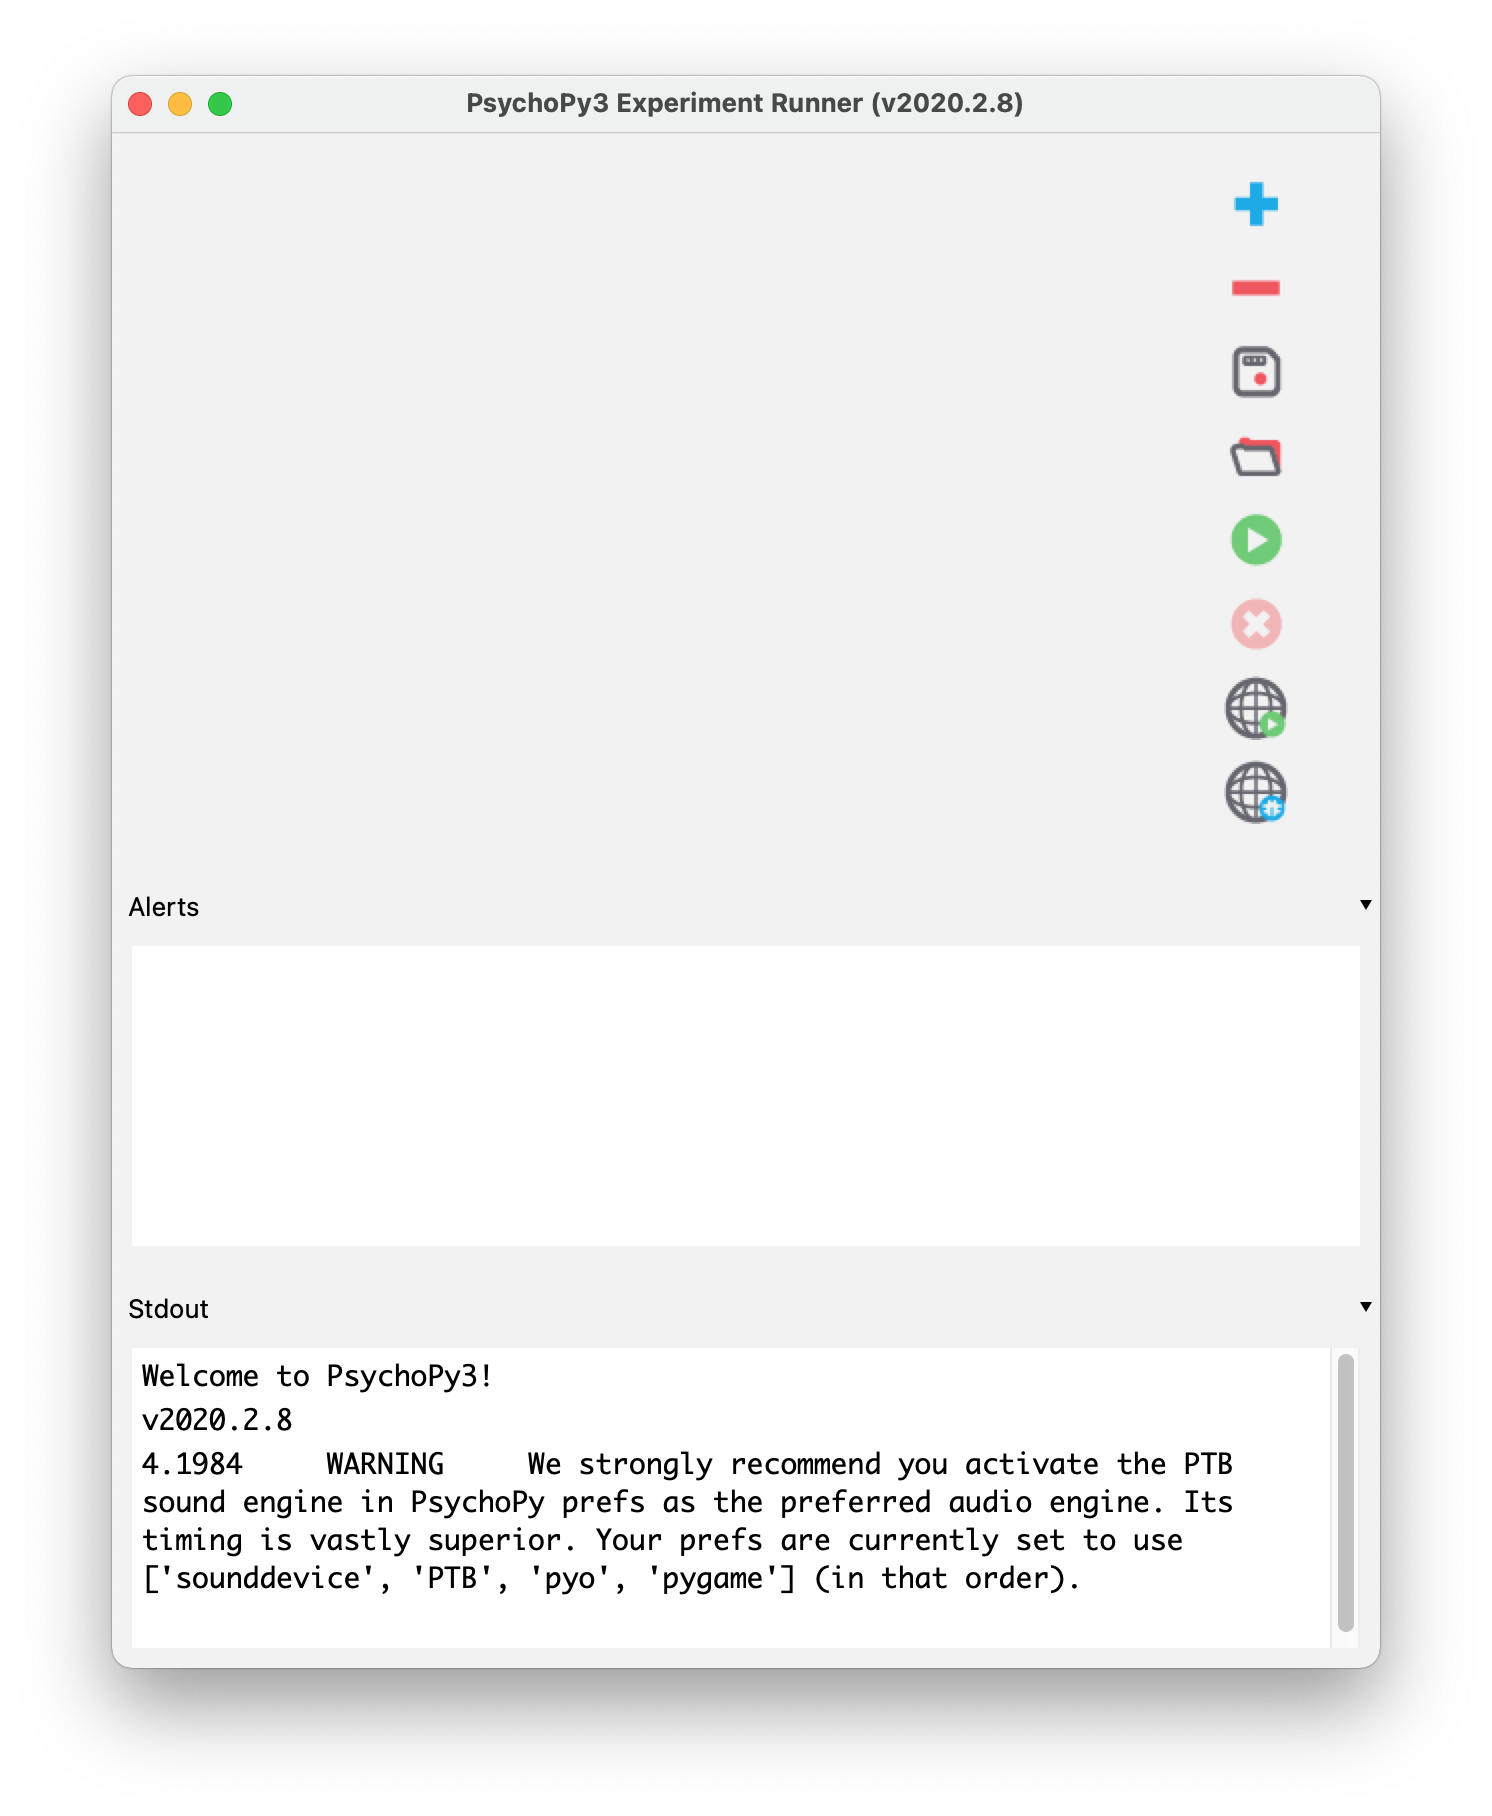 PsychoPy3 Experiment Runner (v2020.2.8)
Alerts
Stdout
Welcome to PsychoPy3!
v2020.2.8
4.1984     WARNING     We strongly recommend you activate the PTB
sound engine in PsychoPy prefs as the preferred audio engine. Its
timing is vastly superior. Your prefs are currently set to use
['sounddevice', 'PTB', 'pyo', 'pygame'] (in that order).